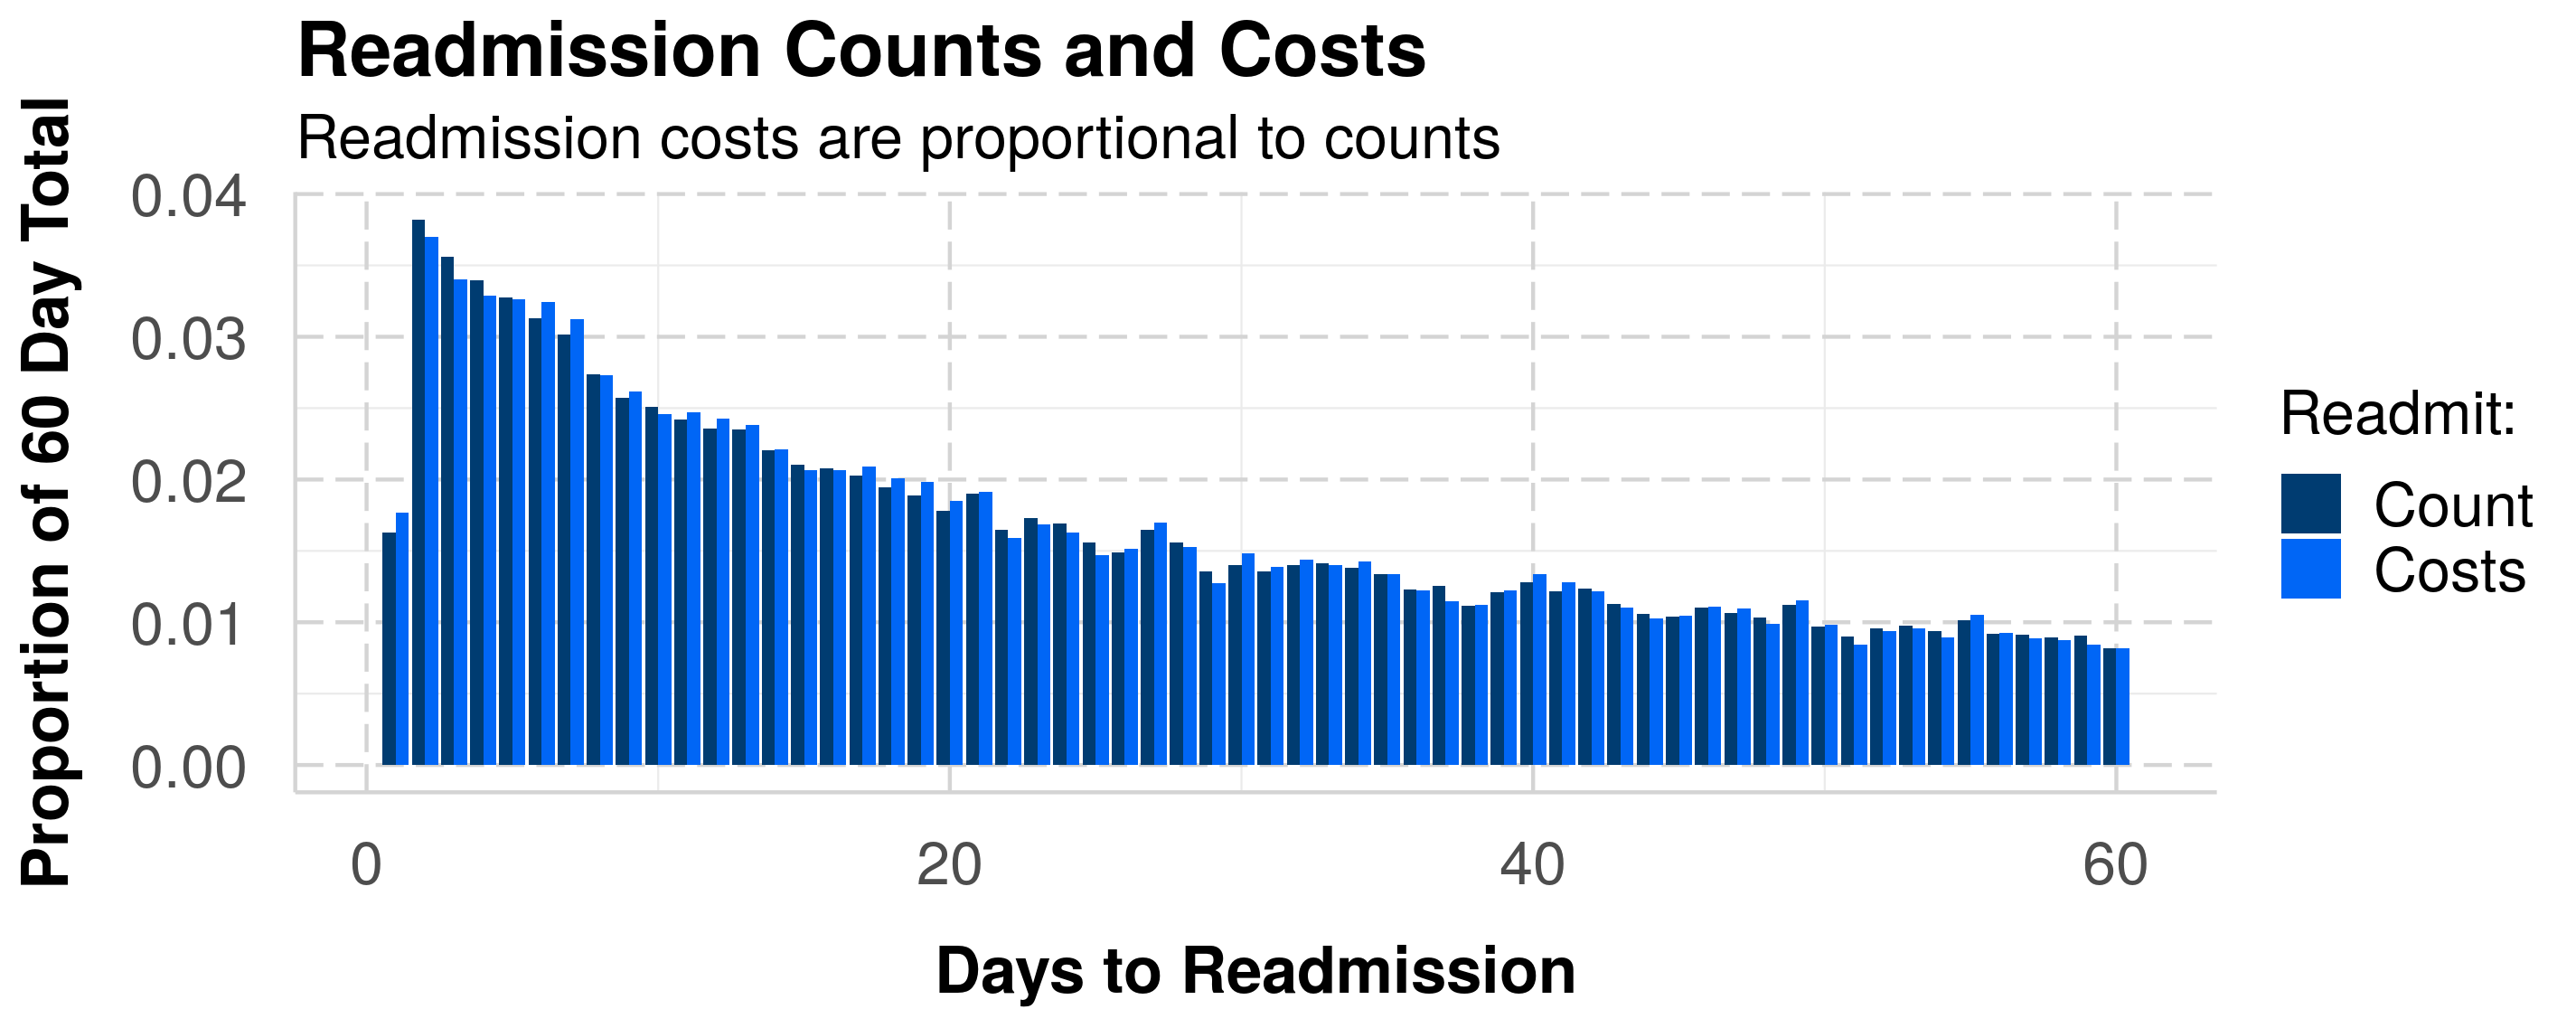 Readmission Counts and Costs
Readmission costs are proportional to counts
Proportion of 60 Day Total
0.04
0.03
0.02
0.01
0.00
0
20
40
60
Days to Readmission
Readmit:
Count
Costs